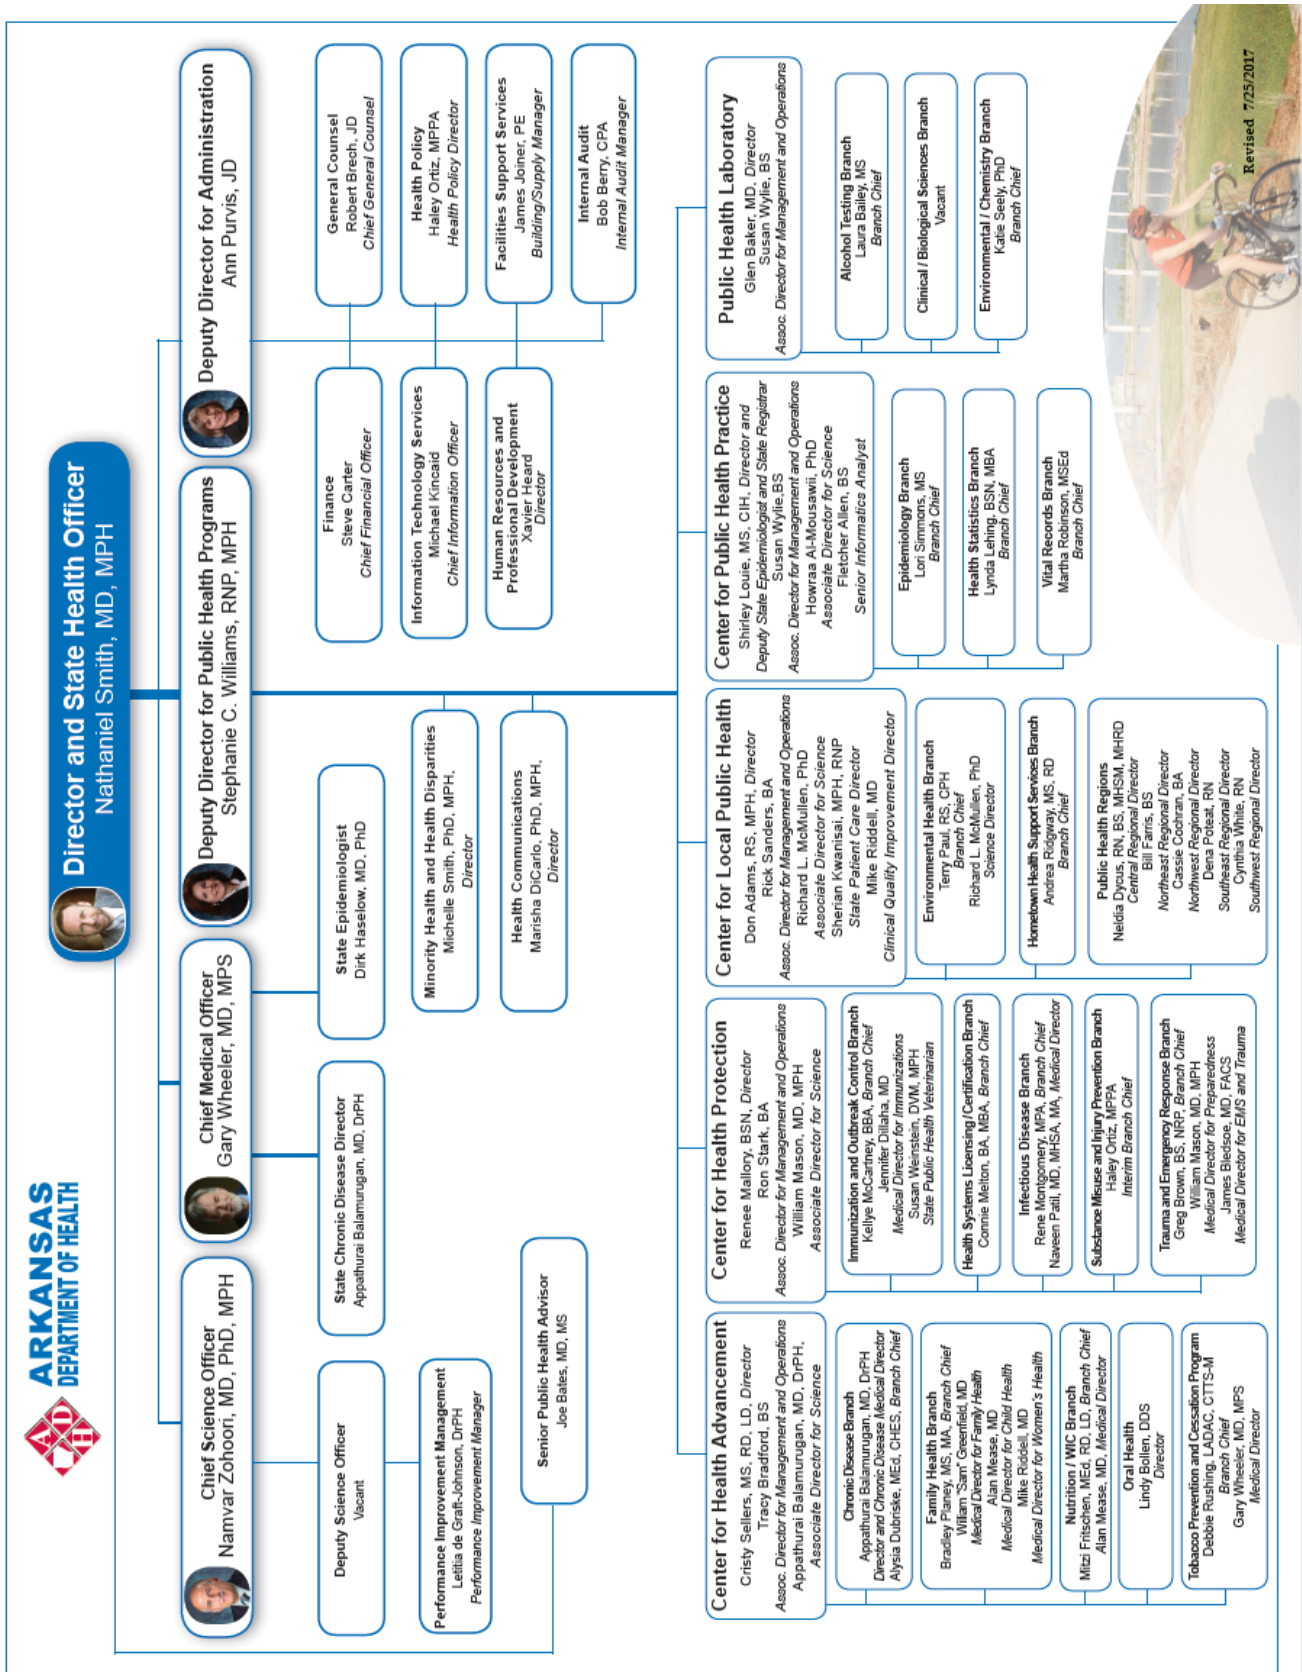 ARKANSAS
DEPARTMENT OF HEALTH
ADH
Director and State Health Officer
Nathaniel Smith, MD, MPH
Chief Science Officer
Namvar Zohoori, MD, PhD, MPH
Chief Medical Officer
Gary Wheeler, MD, MPS
Deputy Director for Public Health Programs
Stephanie C. Williams, RNP, MPH
Deputy Director for Administration
Ann Purvis, JD
Deputy Science Officer
Vacant
Performance Improvement Management
Letitia de Graft-Johnson, DrPH
Performance Improvement Manager
Senior Public Health Advisor
Joe Bates, MD, MS
State Chronic Disease Director
Appathurai Balamurugan, MD, DrPH
State Epidemiologist
Dirk Haselow, MD, PhD
Minority Health and Health Disparities
Michelle Smith, PhD, MPH,
Director
Health Communications
Marisha DiCarlo, PhD, MPH,
Director
Finance
Steve Carter
Chief Financial Officer
Information Technology Services
Michael Kincaid
Chief Information Officer
Human Resources and
Professional Development
Xavier Heard
Director
General Counsel
Robert Brech, JD
Chief General Counsel
Health Policy
Haley Ortiz, MPPA
Health Policy Director
Facilities Support Services
James Joiner, PE
Building/Supply Manager
Internal Audit
Bob Berry, CPA
Internal Audit Manager
Center for Health Advancement
Cristy Sellers, MS, RD, LD, Director
Tracy Bradford, BS
Assoc. Director for Management and Operations
Appathurai Balamurugan, MD, DrPH,
Associate Director for Science
Chronic Disease Branch
Appathurai Balamurugan, MD, DrPH
Director and Chronic Disease Medical Director
Alysia Dubriske, MEd, CHES, Branch Chief
Family Health Branch
Bradley Planey, MS, MA, Branch Chief
William "Sam" Greenfield, MD
Medical Director for Family Health
Alan Mease, MD
Medical Director for Child Health
Mike Riddell, MD
Medical Director for Women's Health
Nutrition / WIC Branch
Mitzi Fritschen, MEd, RD, LD, Branch Chief
Alan Mease, MD, Medical Director
Oral Health
Lindy Bollen, DDS
Director
Tobacco Prevention and Cessation Program
Debbie Rushing, LADAC, CTTS-M
Branch Chief
Gary Wheeler, MD, MPS
Medical Director
Center for Health Protection
Renee Mallory, BSN, Director
Ron Stark, BA
Assoc. Director for Management and Operations
William Mason, MD, MPH
Associate Director for Science
Immunization and Outbreak Control Branch
Kellye McCartney, BBA, Branch Chief
Jennifer Dillaha, MD
Medical Director for Immunizations
Susan Weinstein, DVM, MPH
State Public Health Veterinarian
Health Systems Licensing/Certification Branch
Connie Melton, BA, MBA, Branch Chief
Infectious Disease Branch
Rene Montgomery, MPA, Branch Chief
Naveen Patil, MD, MHSA, MA, Medical Director
Substance Misuse and Injury Prevention Branch
Haley Ortiz, MPPA
Interim Branch Chief
Trauma and Emergency Response Branch
Greg Brown, BS, NRP, Branch Chief
William Mason, MD, MPH
Medical Director for Preparedness
James Bledsoe, MD, FACS
Medical Director for EMS and Trauma
Center for Local Public Health
Don Adams, RS, MPH, Director
Rick Sanders, BA
Assoc. Director for Management and Operations
Richard L. McMullen, PhD
Associate Director for Science
Sherian Kwanisai, MPH, RNP
State Patient Care Director
Mike Riddell, MD
Clinical Quality Improvement Director
Environmental Health Branch
Terry Paul, RS, CPH
Branch Chief
Richard L. McMullen, PhD
Science Director
Hometown Health Support Services Branch
Andrea Ridgway, MS, RD
Branch Chief
Public Health Regions
Neldia Dycus, RN, BS, MHSM, MHRD
Central Regional Director
Bill Farris, BS
Northeast Regional Director
Cassie Cochran, BA
Northwest Regional Director
Dena Poteat, RN
Southeast Regional Director
Cynthia White, RN
Southwest Regional Director
Center for Public Health Practice
Shirley Louie, MS, CIH, Director and
Deputy State Epidemiologist and State Registrar
Susan Wylie,BS
Assoc. Director for Management and Operations
Howraa Al-Mousawii, PhD
Associate Director for Science
Fletcher Allen, BS
Senior Informatics Analyst
Epidemiology Branch
Lori Simmons, MS
Branch Chief
Health Statistics Branch
Lynda Lehing, BSN, MBA
Branch Chief
Vital Records Branch
Martha Robinson, MSEd
Branch Chief
Public Health Laboratory
Glen Baker, MD, Director
Susan Wylie, BS
Assoc. Director for Management and Operations
Alcohol Testing Branch
Laura Bailey, MS
Branch Chief
Clinical / Biological Sciences Branch
Vacant
Environmental / Chemistry Branch
Katie Seely, PhD
Branch Chief
Revised 7/25/2017